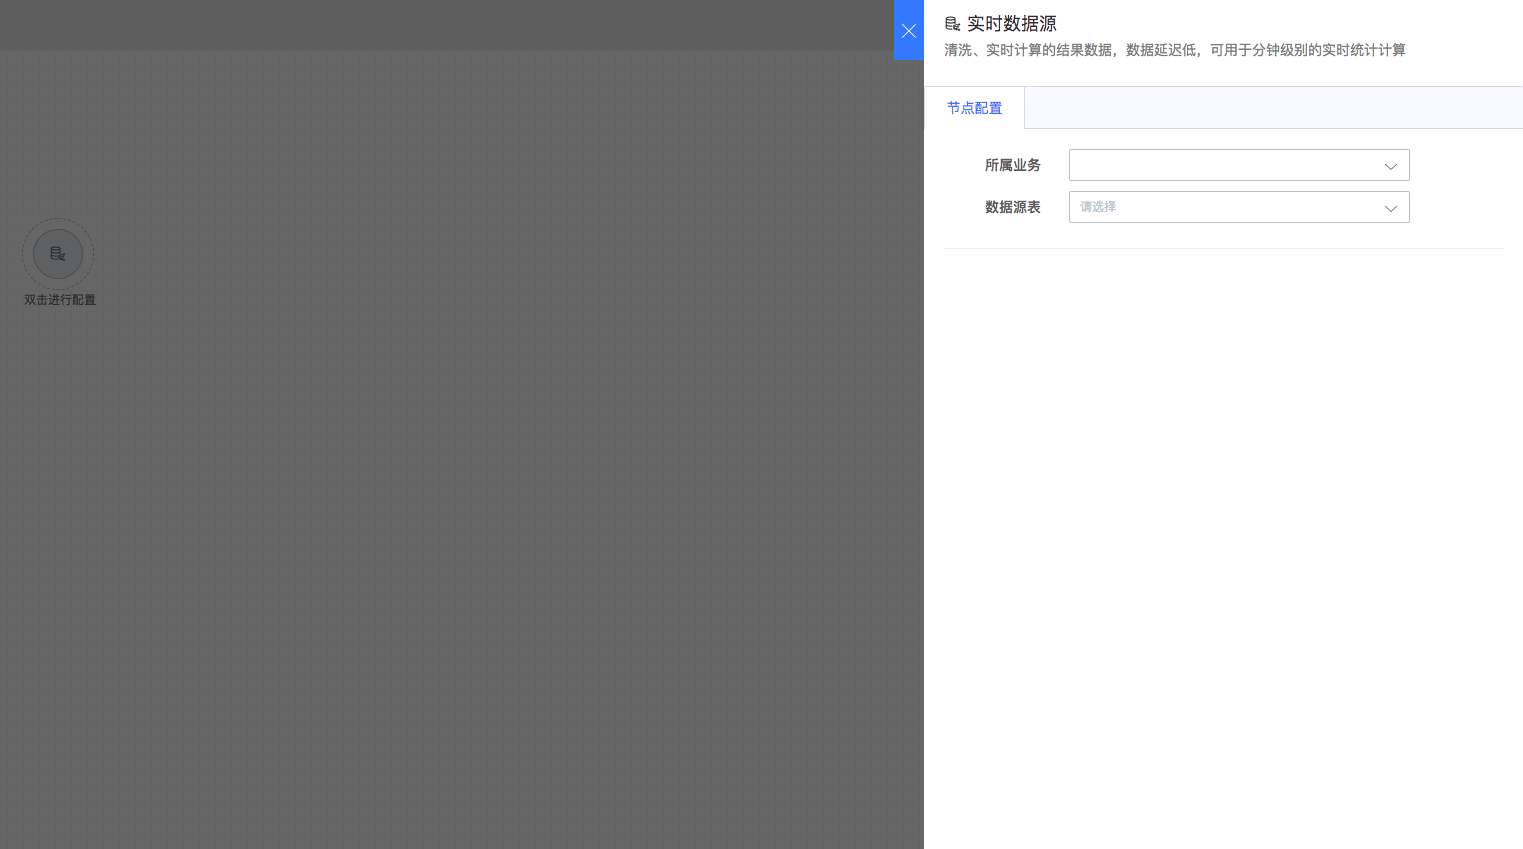 实时数据源
清洗、实时计算的结果数据，数据延迟低，可用于分钟级别的实时统计计算
节点配置
所属业务
数据源表 请选择
双击进行配置